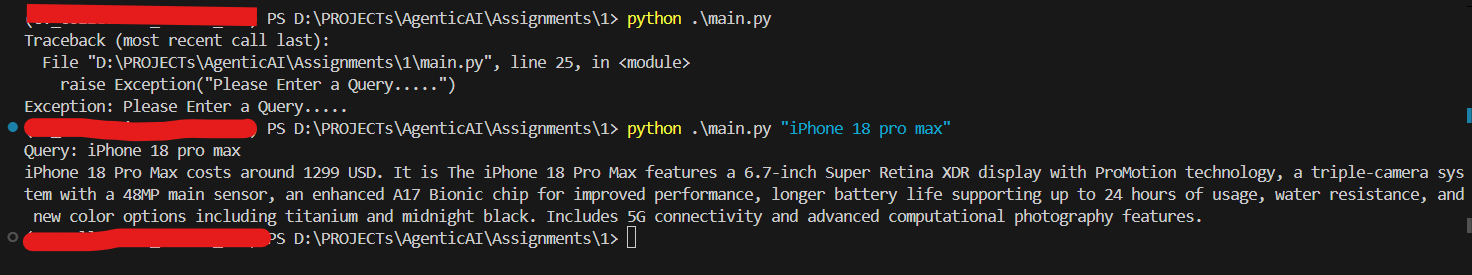 PS D:\PROJECTs\AgenticAI\Assignments\1> python .\main.py
Traceback (most recent call last):
  File "D:\PROJECTs\AgenticAI\Assignments\1\main.py", line 25, in <module>
    raise Exception("Please Enter a Query.....")
Exception: Please Enter a Query.....
) PS D:\PROJECTs\AgenticAI\Assignments\1> python .\main.py "iPhone 18 pro max"
Query: iPhone 18 pro max
iPhone 18 Pro Max costs around 1299 USD. It is The iPhone 18 Pro Max features a 6.7-inch Super Retina XDR display with ProMotion technology, a triple-camera sys
tem with a 48MP main sensor, an enhanced A17 Bionic chip for improved performance, longer battery life supporting up to 24 hours of usage, water resistance, and
 new color options including titanium and midnight black. Includes 5G connectivity and advanced computational photography features.
PS D:\PROJECTs\AgenticAI\Assignments\1>